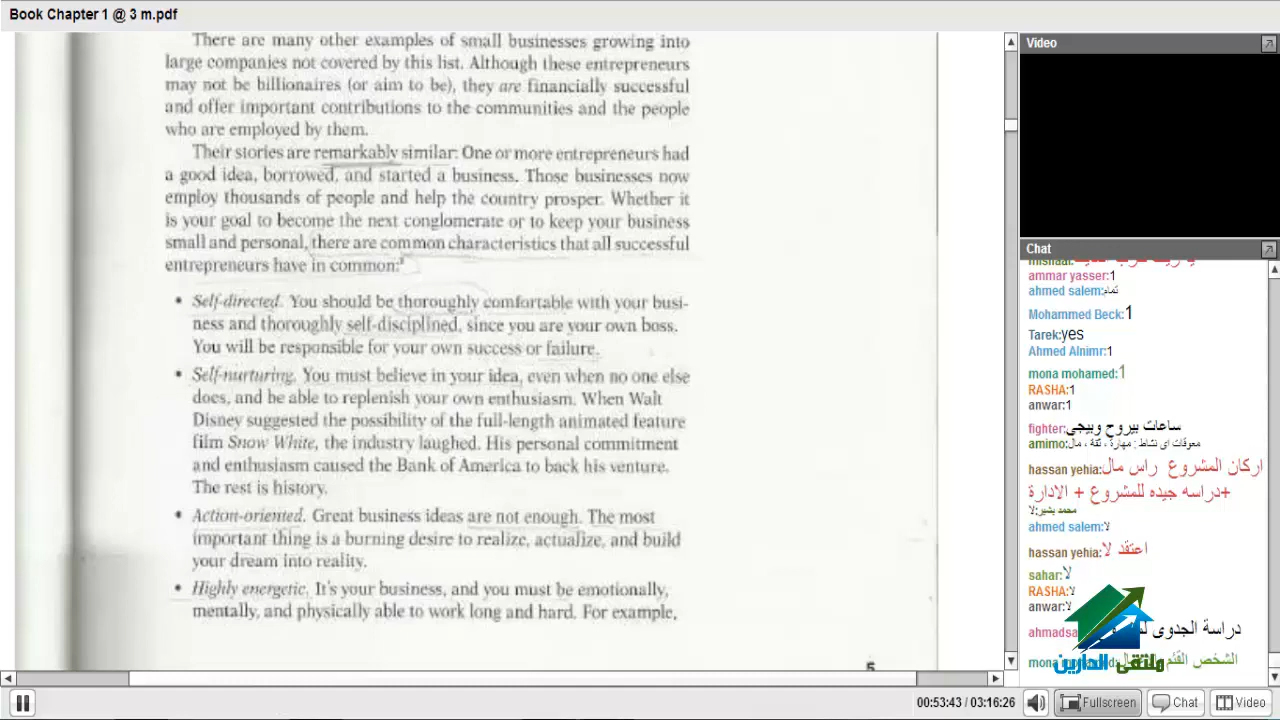 Book Chapter 1 @ 3 m.pdf
There are many other examples of small businesses growing into
large companies not covered by this list. Although these entrepreneurs
may not be billionaires (or aim to be), they are financially successful
and offer important contributions to the communities and the people
who are employed by them.
Their stories are remarkably similar: One or more entrepreneurs had
a good idea, borrowed, and started a business. Those businesses now
employ thousands of people and help the country prosper. Whether it
is your goal to become the next conglomerate or to keep your business
small and personal, there are common characteristics that all successful
entrepreneurs have in common:
• Self-directed. You should be thoroughly comfortable with your busi-
ness and thoroughly self-disciplined, since you are your own boss.
You will be responsible for your own success or failure.
• Self-nurturing. You must believe in your idea, even when no one else
does, and be able to replenish your own enthusiasm. When Walt
Disney suggested the possibility of the full-length animated feature
film Snow White, the industry laughed. His personal commitment
and enthusiasm caused the Bank of America to back his venture.
The rest is history.
• Action-oriented. Great business ideas are not enough. The most
important thing is a burning desire to realize, actualize, and build
your dream into reality.
• Highly energetic. It's your business, and you must be emotionally,
mentally, and physically able to work long and hard. For example,
5
Video
Chat
ammar yasser:1
ahmed salem:تمام
Mohammed Beck:1
Tarek:yes
Ahmed Alnimr:1
mona mohamed:1
RASHA:1
anwar:1
fighter:ساعات بيروح وبيجى
amimo:معوقات اى نشاط : مهارة ، ثقة ، مال
hassan yehia:اركان المشروع راس مال
+دراسه جيده للمشروع + الادارة
محمد بشير:لا
ahmed salem:لا
hassan yehia:اعتقد لا
sahar:لا
RASHA:لا
anwar:لا
ahmadsa دراسة الجدوى
mona الشخص
ملتقى الدارين
00:53:43 / 03:16:26
Fullscreen
Chat
Video